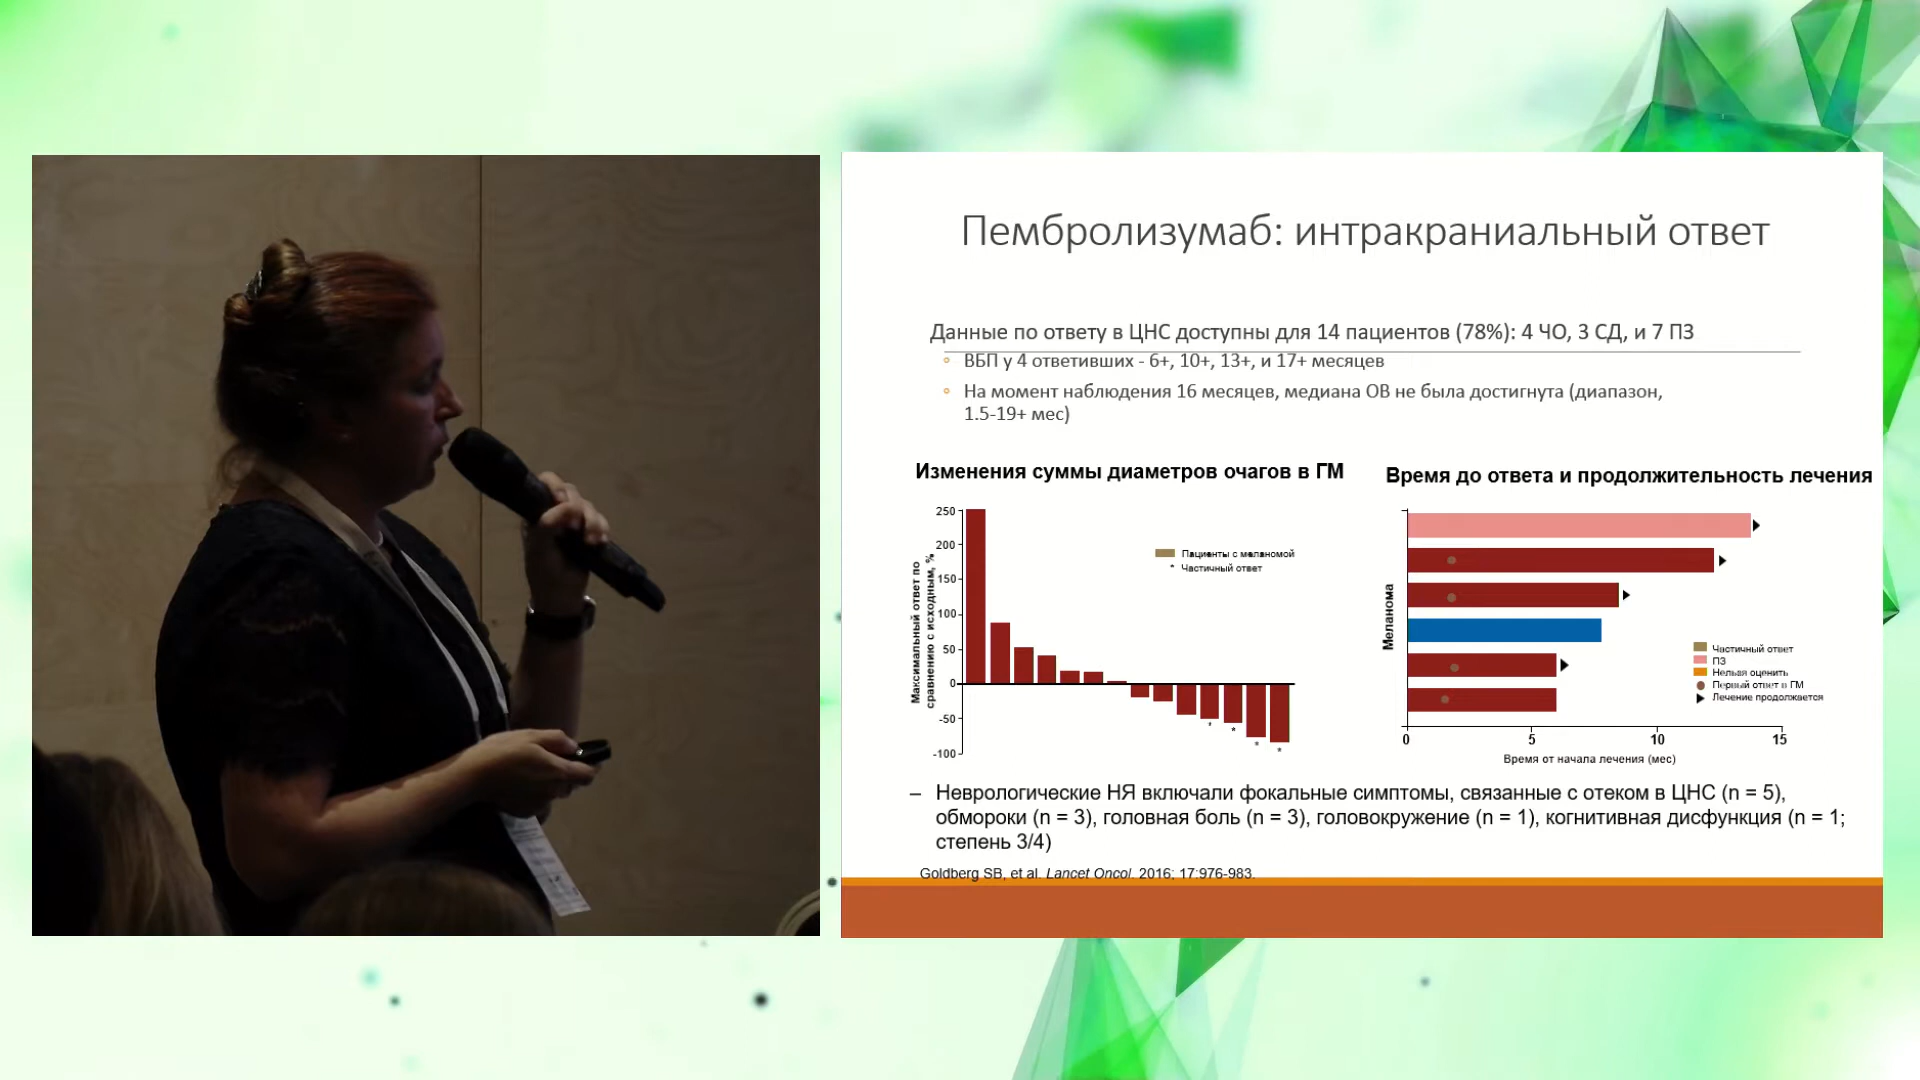 Пембролизумаб: интракраниальный ответ
Данные по ответу в ЦНС доступны для 14 пациентов (78%): 4 ЧО, 3 СД, и 7 ПЗ
ВБП у 4 ответивших - 6+, 10+, 13+, и 17+ месяцев
На момент наблюдения 16 месяцев, медиана ОВ не была достигнута (диапазон,
1.5-19+ мес)
Изменения суммы диаметров очагов в ГМ
Максимальный ответ по
сравнению с исходным, %
250
200
150
100
50
0
-50
-100
Пациенты с меланомой
* Частичный ответ
* * * *
Время до ответа и продолжительность лечения
Меланома
Частичный ответ
ПЗ
Нельзя оценить
Первый ответ в ГМ
Лечение продолжается
0 5 10 15
Время от начала лечения (мес)
– Неврологические НЯ включали фокальные симптомы, связанные с отеком в ЦНС (n = 5),
обмороки (n = 3), головная боль (n = 3), головокружение (n = 1), когнитивная дисфункция (n = 1;
степень 3/4)
Goldberg SB, et al. Lancet Oncol. 2016; 17:976-983.